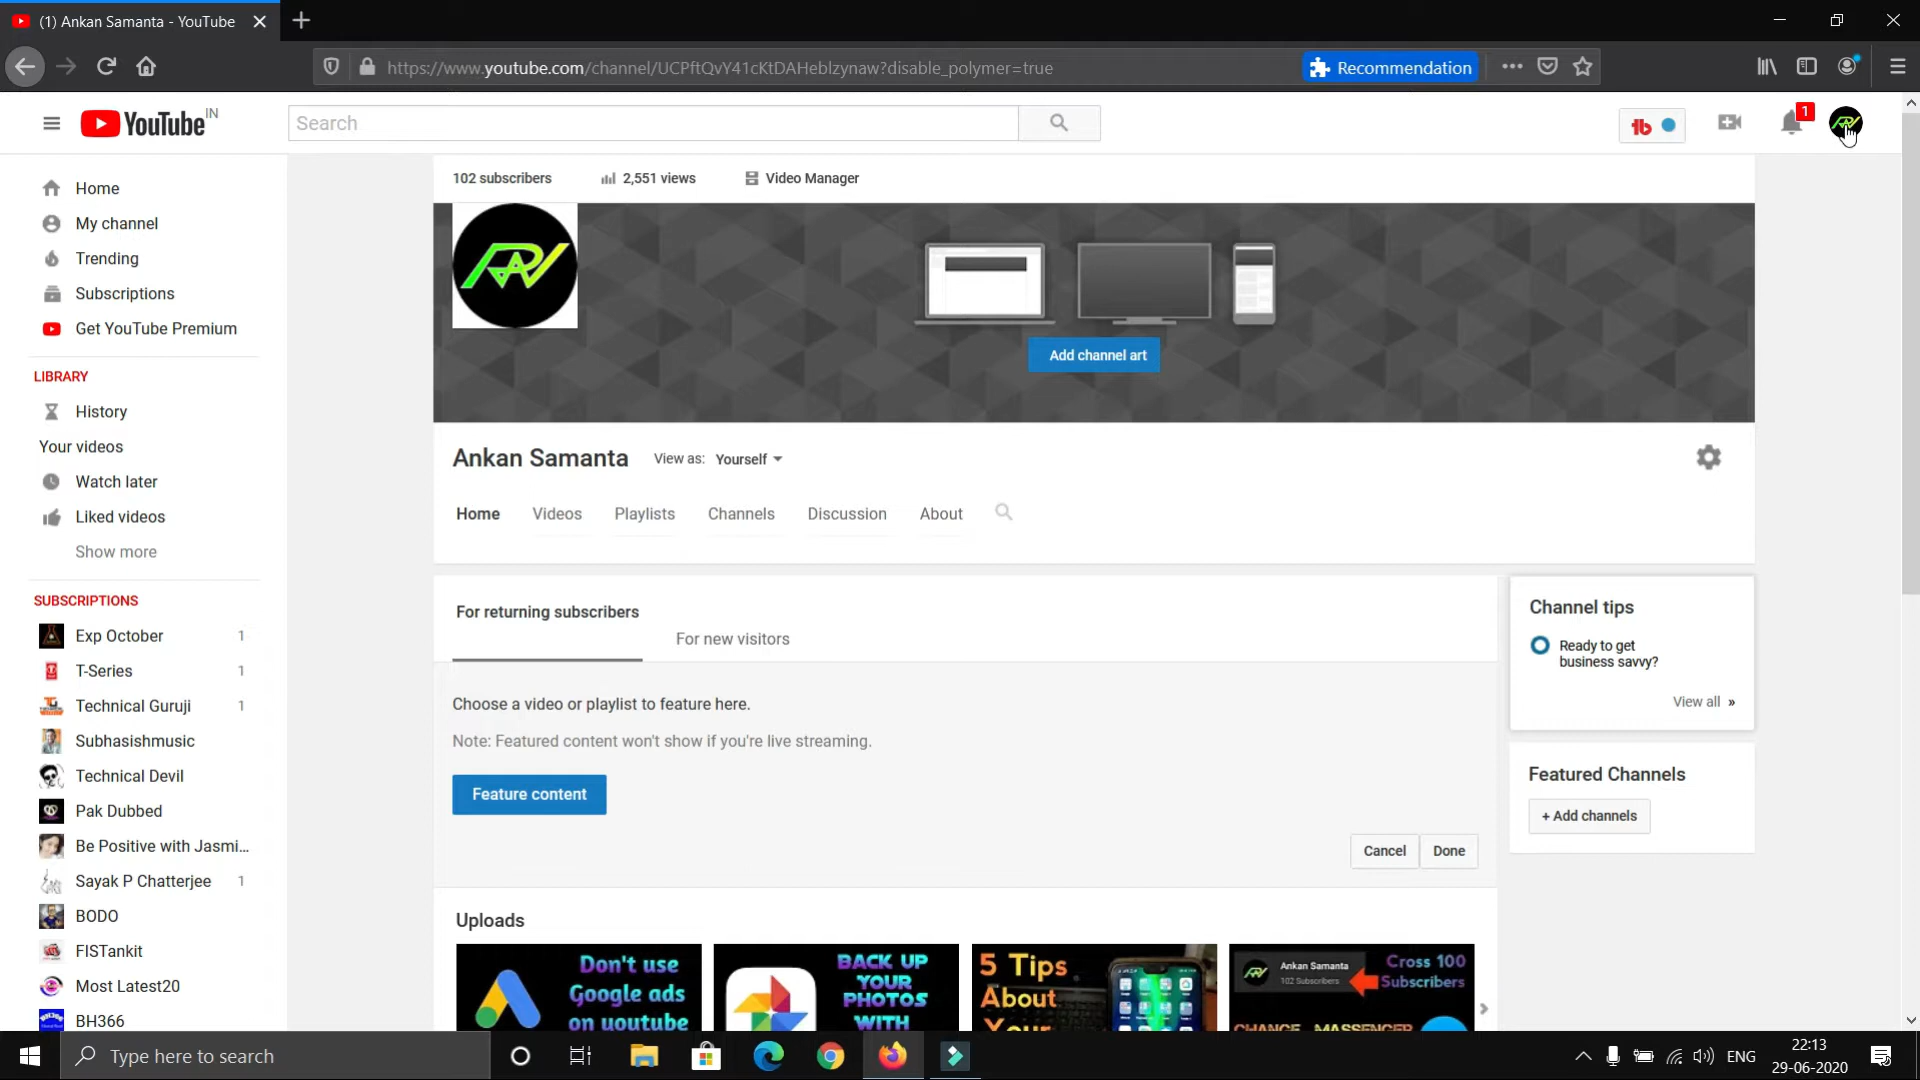 (1) Ankan Samanta - YouTube
https://www.youtube.com/channel/UCPftQvY41cKtDAHeblzynaw?disable_polymer=true
Recommendation
YouTube IN
Search
1
102 subscribers
2,551 views
Video Manager
Home
My channel
Trending
Subscriptions
Get YouTube Premium
LIBRARY
History
Your videos
Watch later
Liked videos
Show more
SUBSCRIPTIONS
Exp October 1
T-Series 1
Technical Guruji 1
Subhasishmusic
Technical Devil
Pak Dubbed
Be Positive with Jasmi...
Sayak P Chatterjee 1
BODO
FISTankit
Most Latest20
BH366
Add channel art
Ankan Samanta
View as: Yourself
Home Videos Playlists Channels Discussion About
For returning subscribers
For new visitors
Choose a video or playlist to feature here.
Note: Featured content won't show if you're live streaming.
Feature content
Cancel Done
Channel tips
Ready to get
business savvy?
View all »
Featured Channels
+ Add channels
Uploads
Don't use
Google ads
on youtube
BACK UP
YOUR
PHOTOS
WITH
5 Tips
About
Your
Ankan Samanta
102 Subscribers
Cross 100
Subscribers
CHANGE MASSENGER
Type here to search
ENG
22:13
29-06-2020